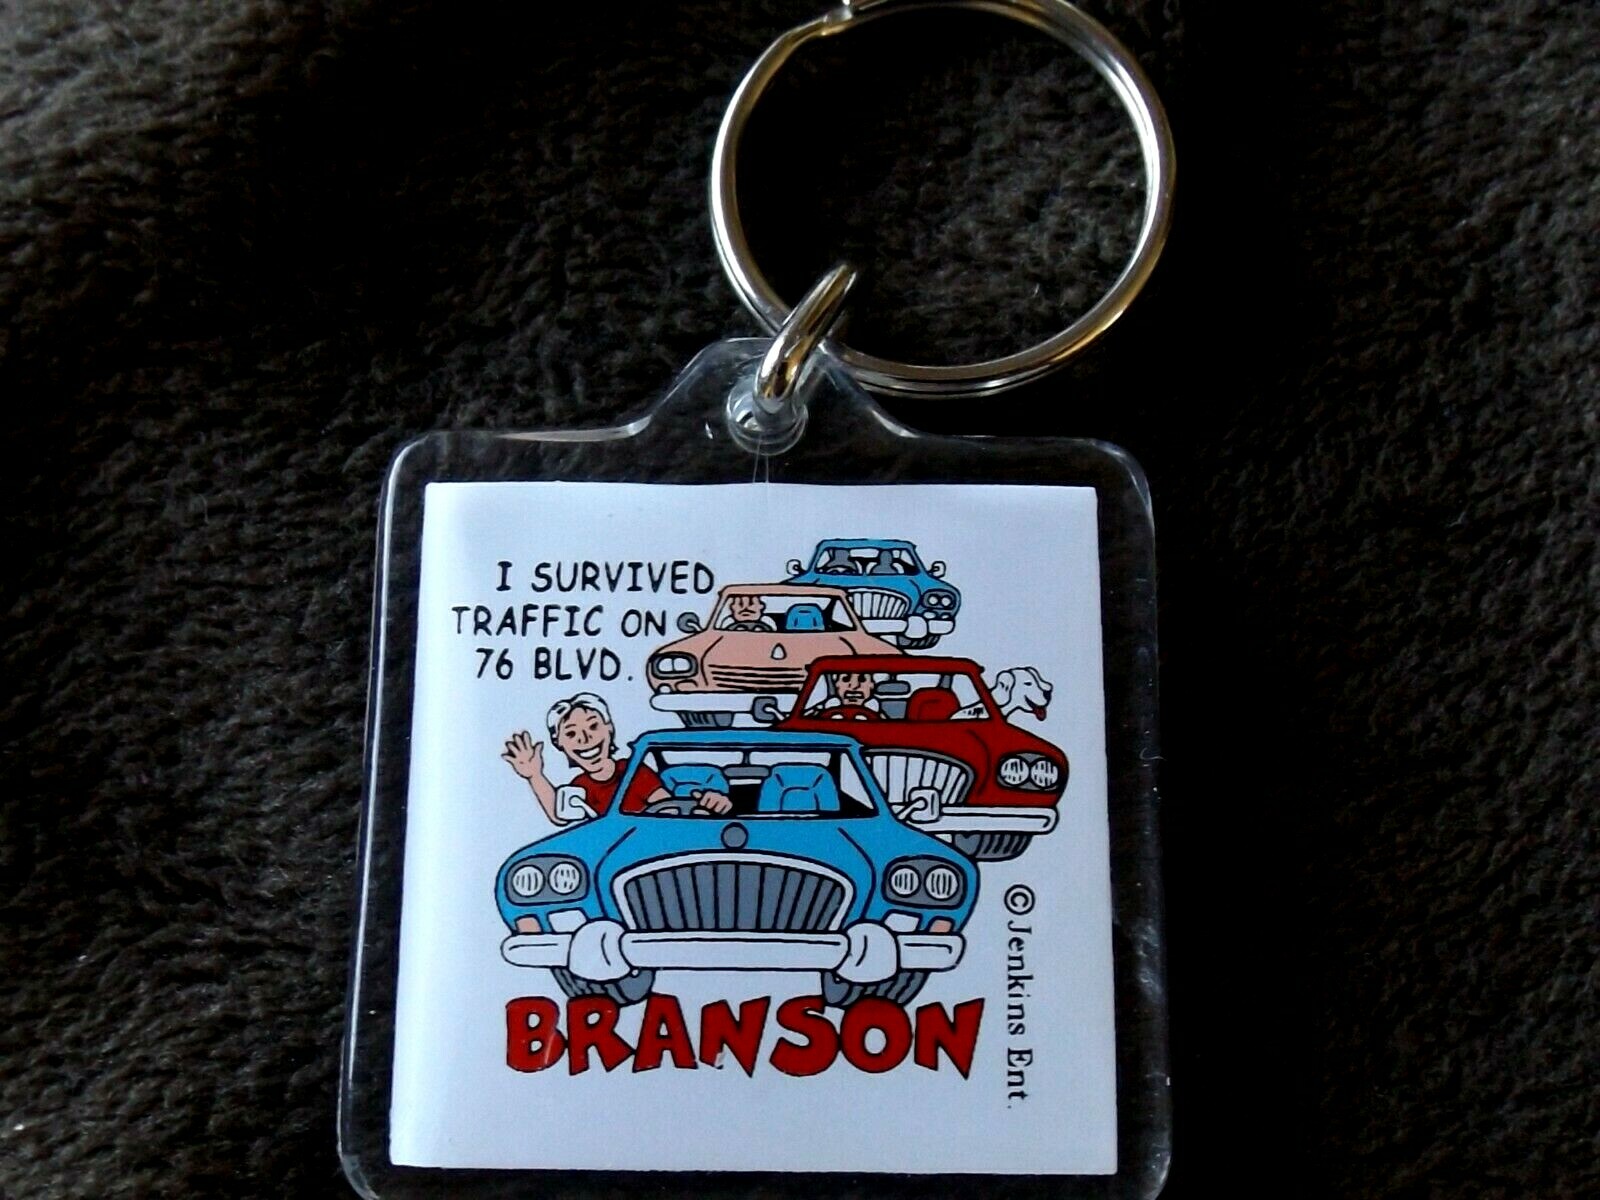 I SURVIVED
TRAFFIC ON
76 BLVD.
BRANSON
© Jenkins Ent.